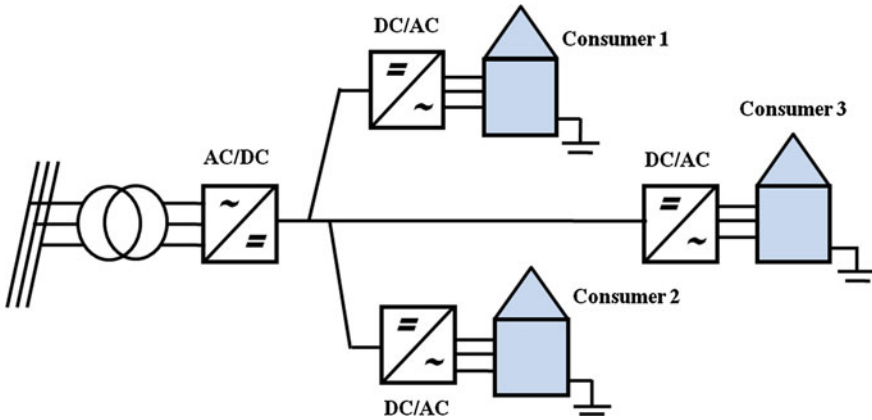 DC/AC
Consumer 1
Consumer 3
AC/DC
DC/AC
~
=
=
~
=
~
Consumer 2
=
~
DC/AC